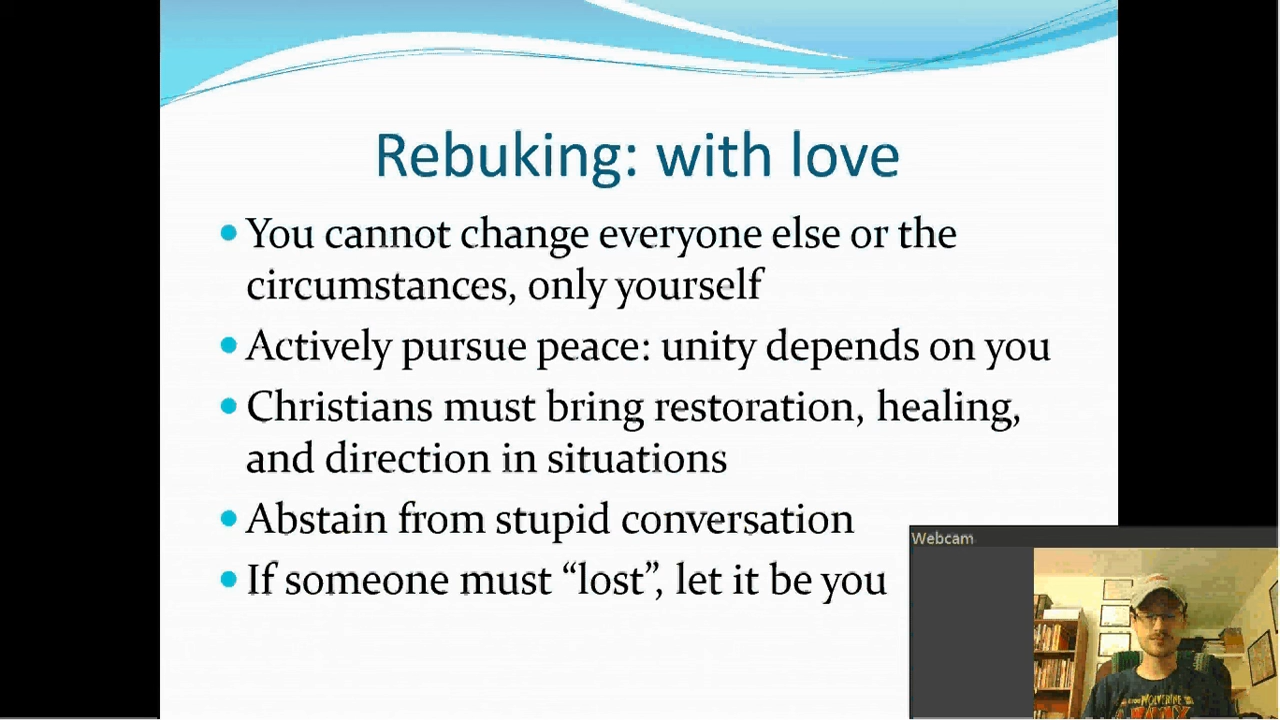 Rebuking: with love
• You cannot change everyone else or the
circumstances, only yourself
• Actively pursue peace: unity depends on you
• Christians must bring restoration, healing,
and direction in situations
• Abstain from stupid conversation
• If someone must “lost”, let it be you
Webcam
WOLVERINE
ARMY